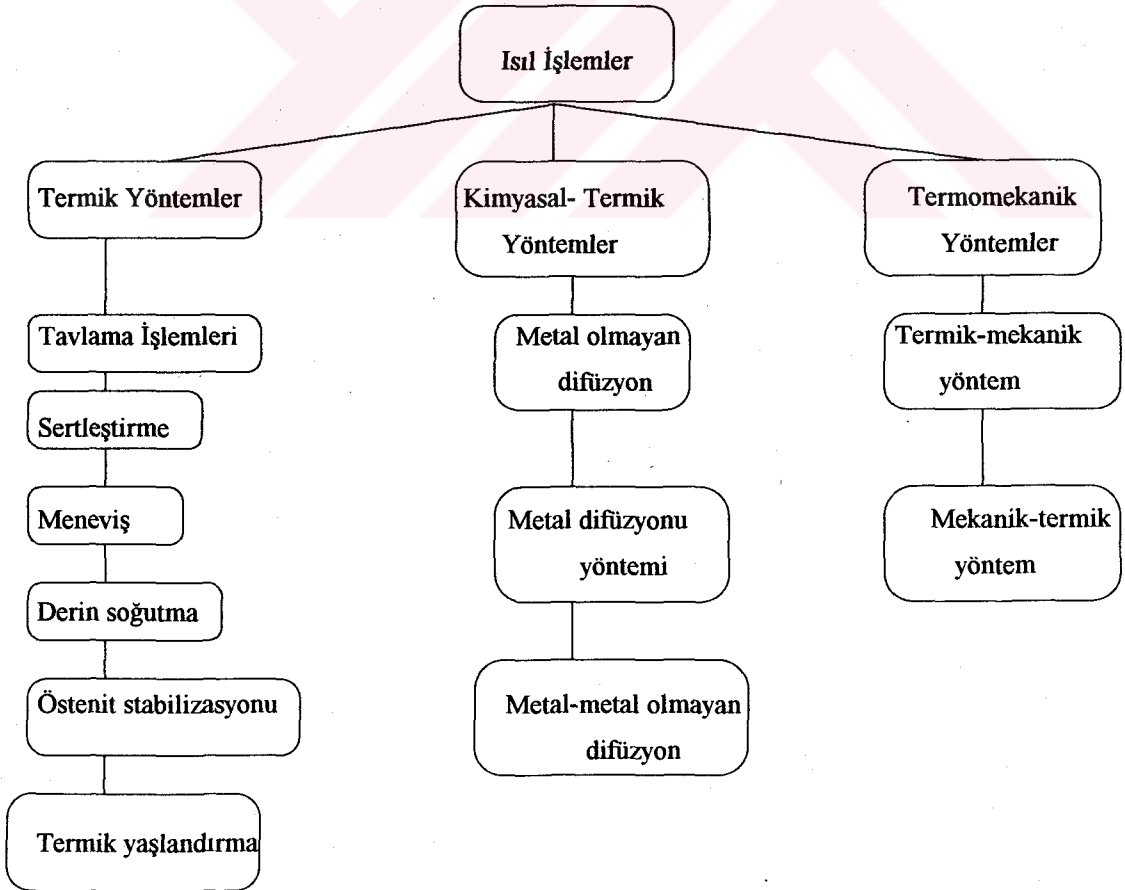 Isıl İşlemler
Termik Yöntemler
Tavlama İşlemleri
Sertleştirme
Meneviş
Derin soğutma
Östenit stabilizasyonu
Termik yaşlandırma
Kimyasal- Termik
Yöntemler
Metal olmayan
difüzyon
Metal difüzyonu
yöntemi
Metal-metal olmayan
difüzyon
Termomekanik
Yöntemler
Termik-mekanik
yöntem
Mekanik-termik
yöntem